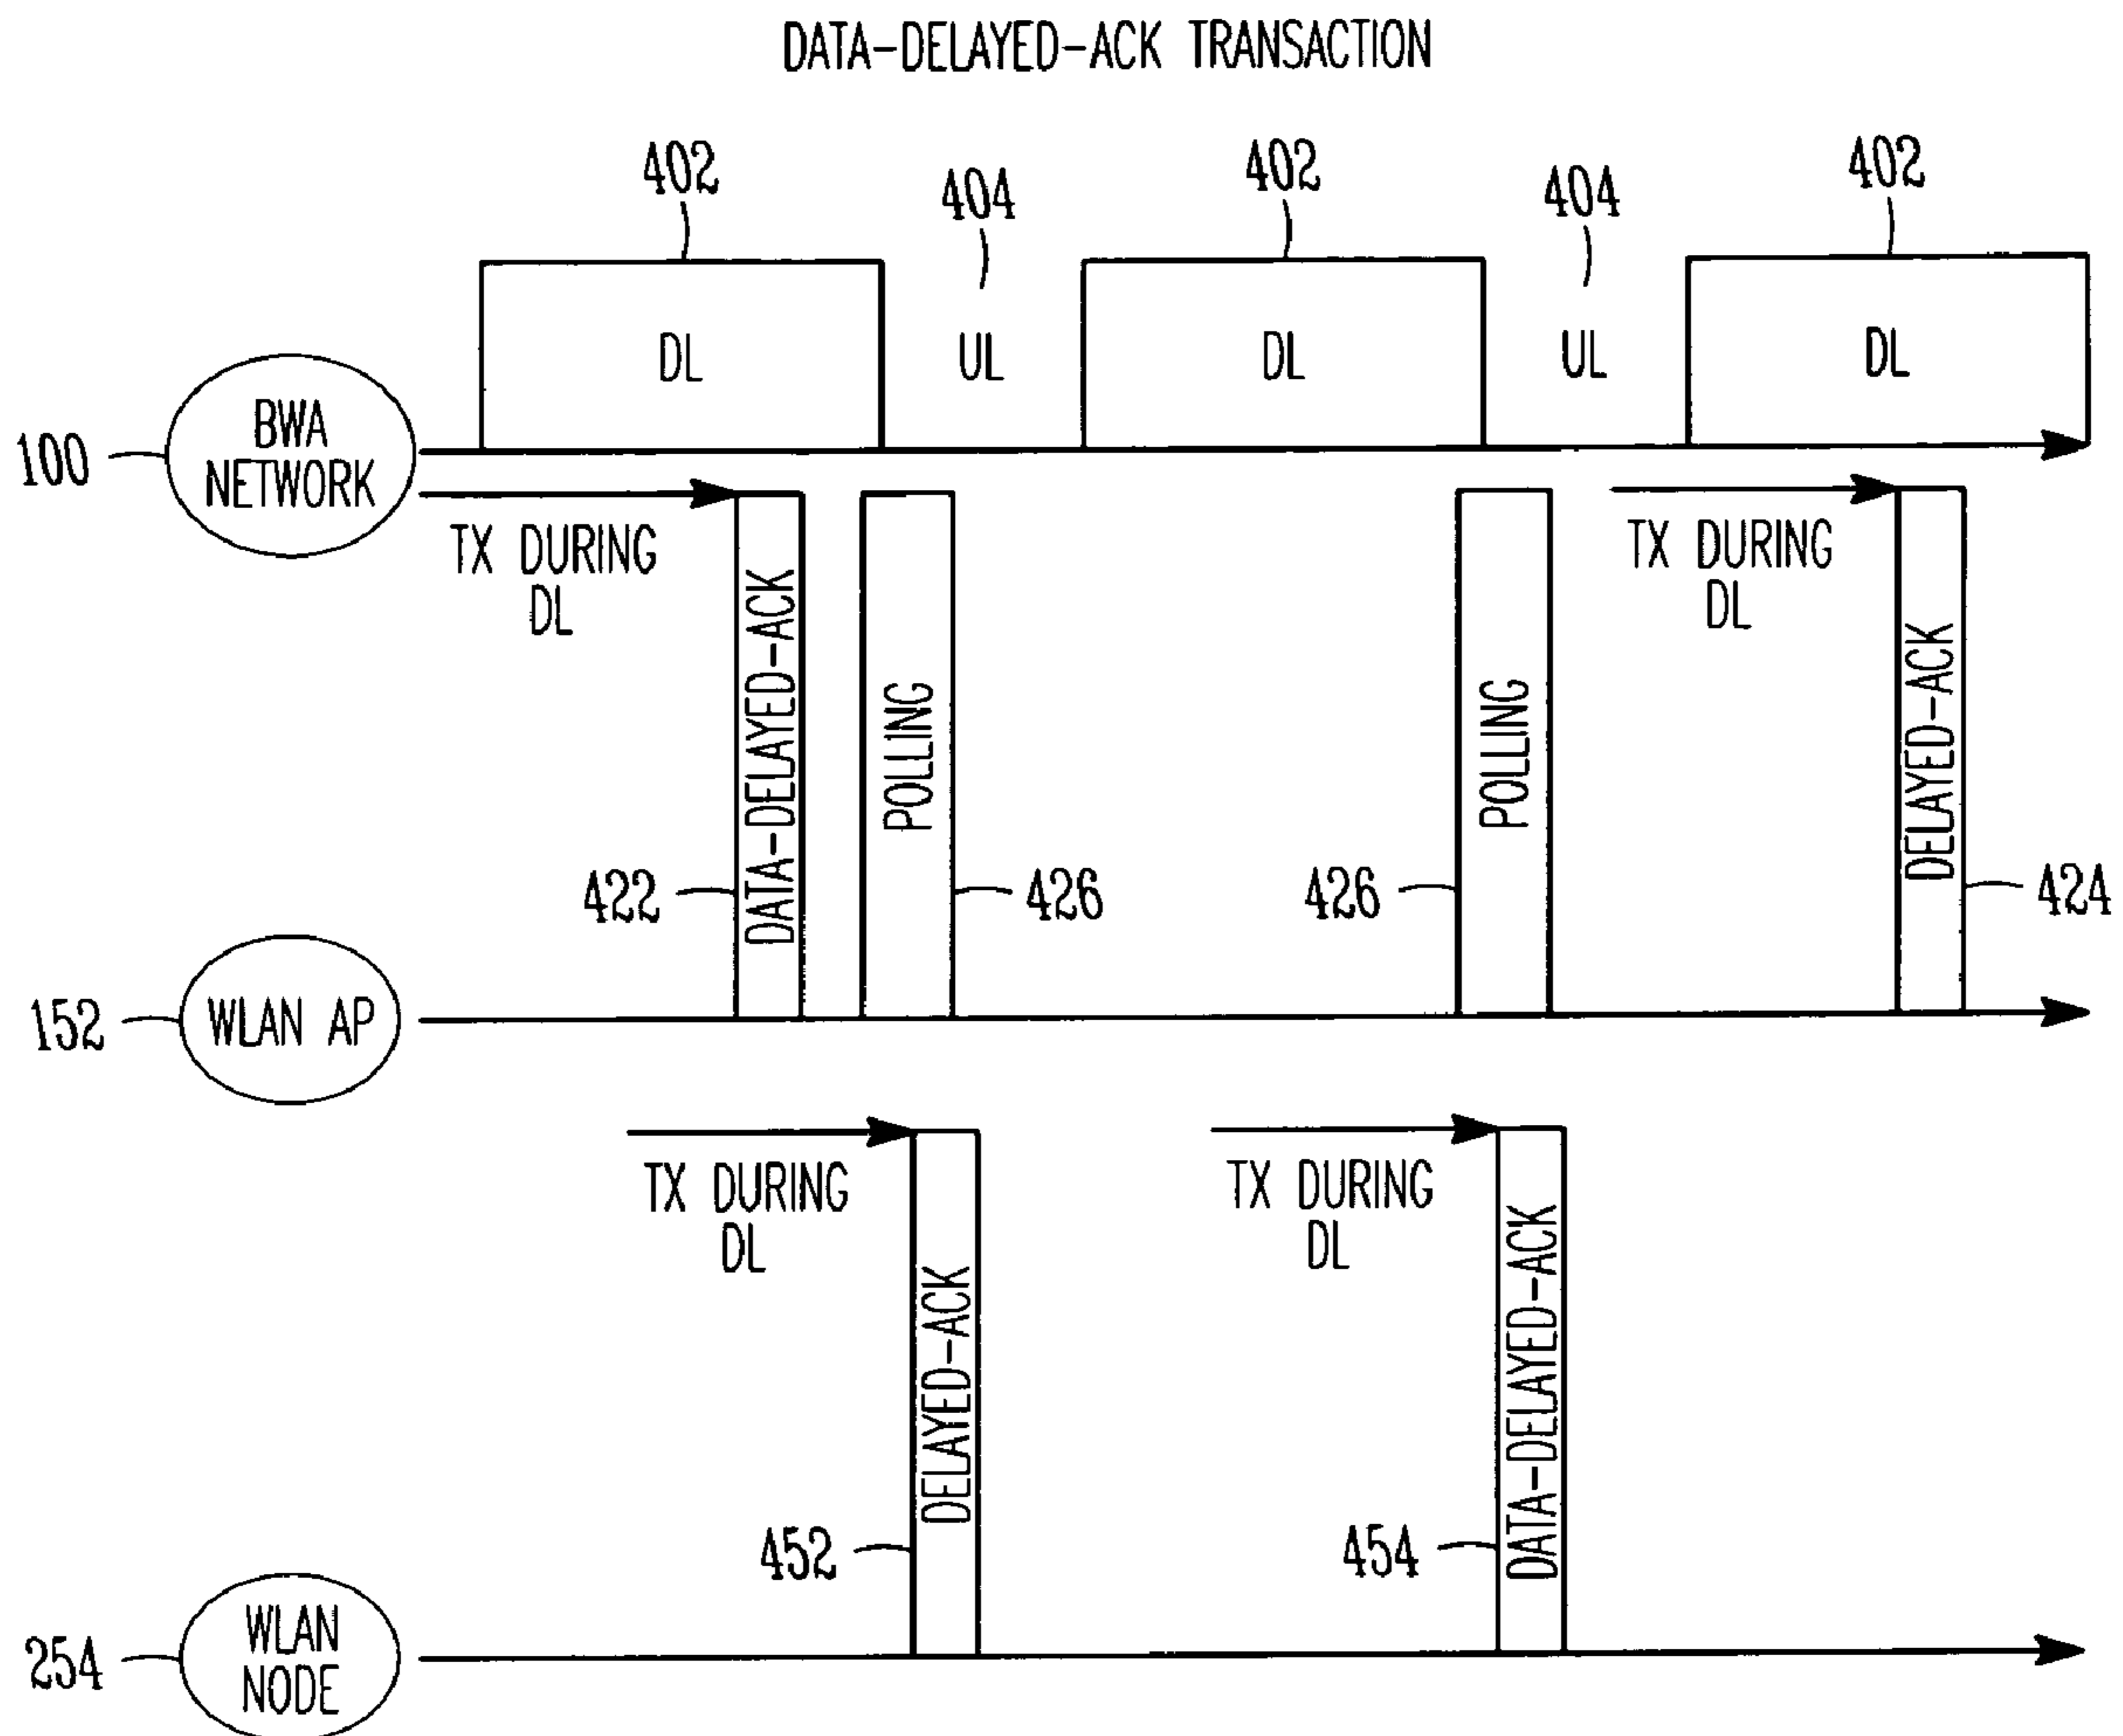 DATA-DELAYED-ACK TRANSACTION
402
404
402
404
402
DL
UL
DL
UL
DL
100
BWA
NETWORK
TX DURING
DL
TX DURING
DL
DATA-DELAYED-ACK
POLLING
POLLING
DELAYED-ACK
422
426
426
424
152
WLAN AP
TX DURING
DL
TX DURING
DL
DELAYED-ACK
DATA-DELAYED-ACK
452
454
254
WLAN
NODE